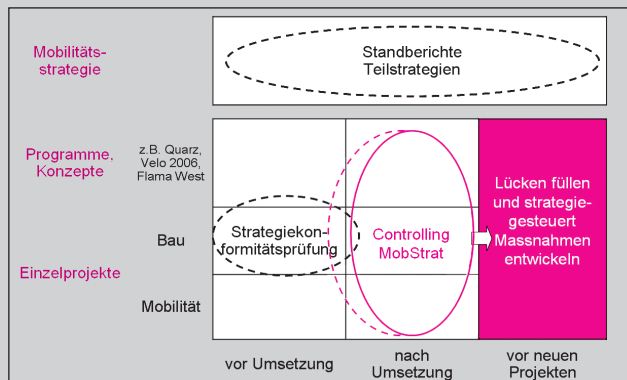 Mobilitäts-
strategie
Standberichte
Teilstrategien
Programme,
Konzepte
z.B. Quarz,
Velo 2006,
Flama West
Einzelprojekte
Bau
Mobilität
Strategiekon-
formitätsprüfung
Controlling
MobStrat
Lücken füllen
und strategie-
gesteuert
Massnahmen
entwickeln
vor Umsetzung
nach
Umsetzung
vor neuen
Projekten